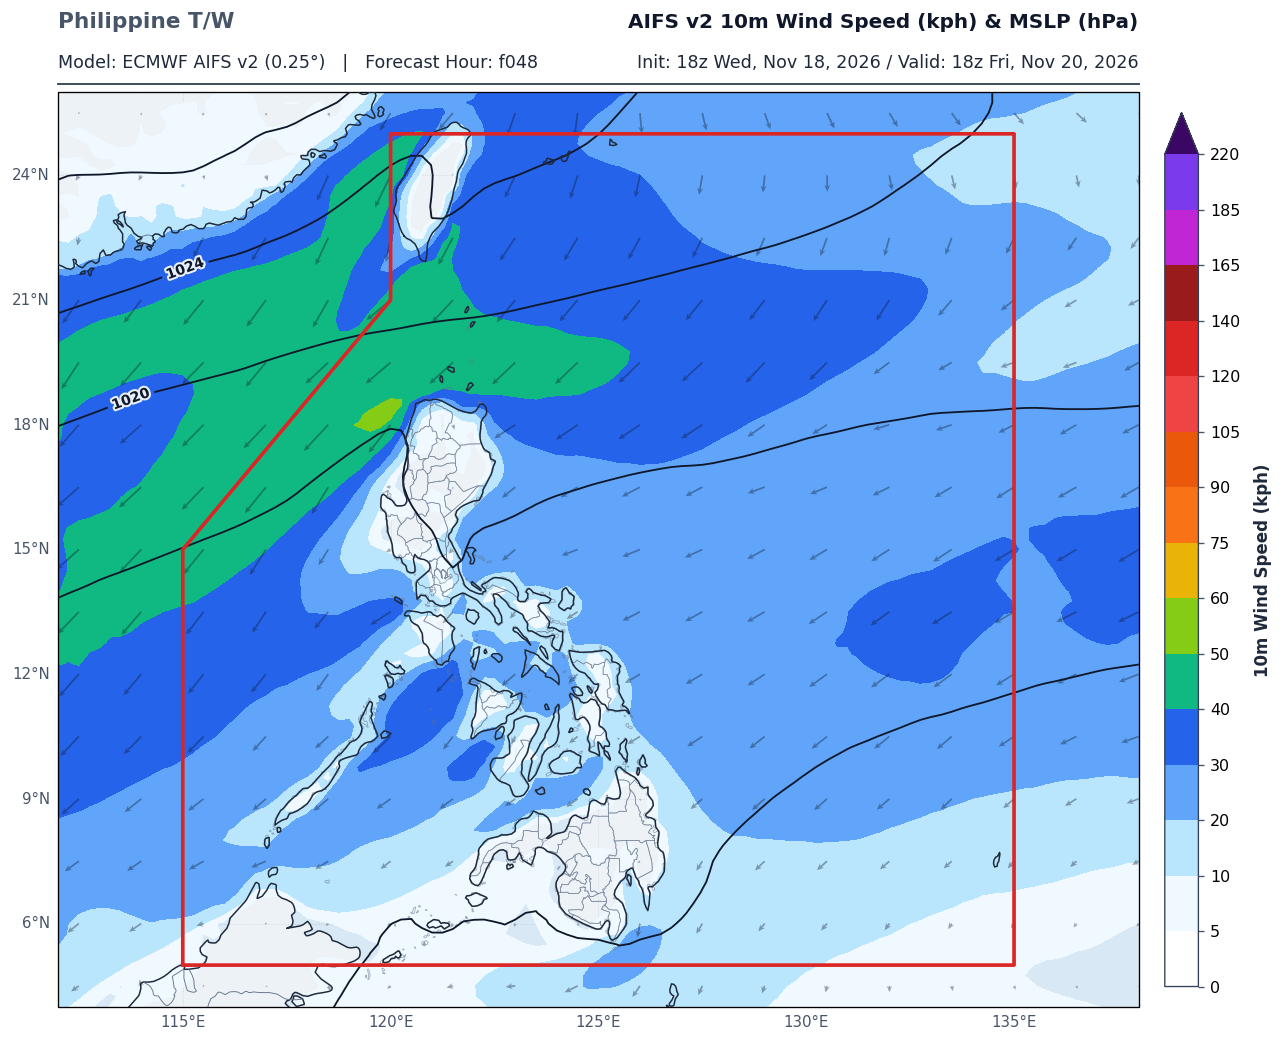 Philippine T/W
AIFS v2 10m Wind Speed (kph) & MSLP (hPa)
Model: ECMWF AIFS v2 (0.25°) | Forecast Hour: f048
Init: 18z Wed, Nov 18, 2026 / Valid: 18z Fri, Nov 20, 2026
24°N
21°N
18°N
15°N
12°N
9°N
6°N
1024
1020
115°E
120°E
125°E
130°E
135°E
220
185
165
140
120
105
90
75
60
50
40
30
20
10
5
0
10m Wind Speed (kph)